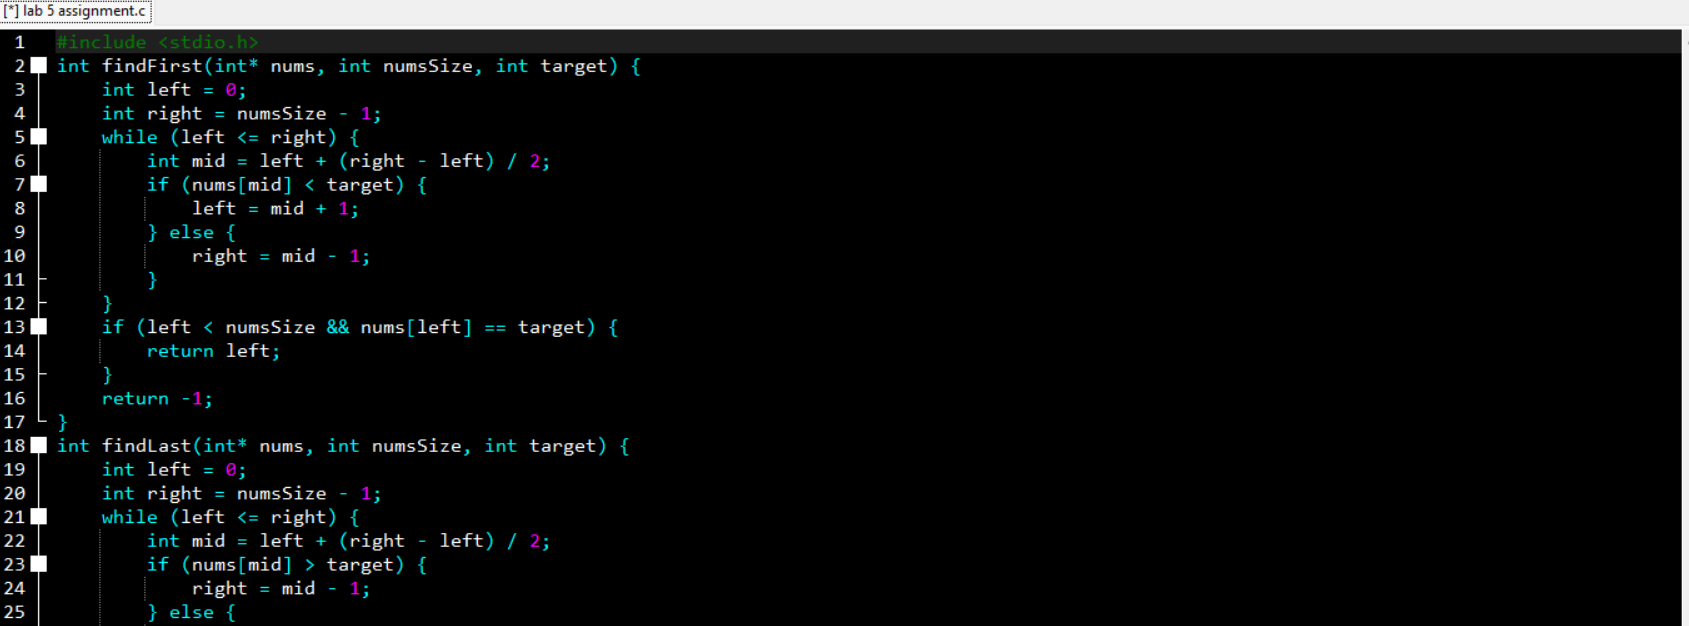 [*] lab 5 assignment.c
1 #include <stdio.h>
2 int findFirst(int* nums, int numsSize, int target) {
3 int left = 0;
4 int right = numsSize - 1;
5 while (left <= right) {
6 int mid = left + (right - left) / 2;
7 if (nums[mid] < target) {
8 left = mid + 1;
9 } else {
10 right = mid - 1;
11 }
12 }
13 if (left < numsSize && nums[left] == target) {
14 return left;
15 }
16 return -1;
17 }
18 int findLast(int* nums, int numsSize, int target) {
19 int left = 0;
20 int right = numsSize - 1;
21 while (left <= right) {
22 int mid = left + (right - left) / 2;
23 if (nums[mid] > target) {
24 right = mid - 1;
25 } else {